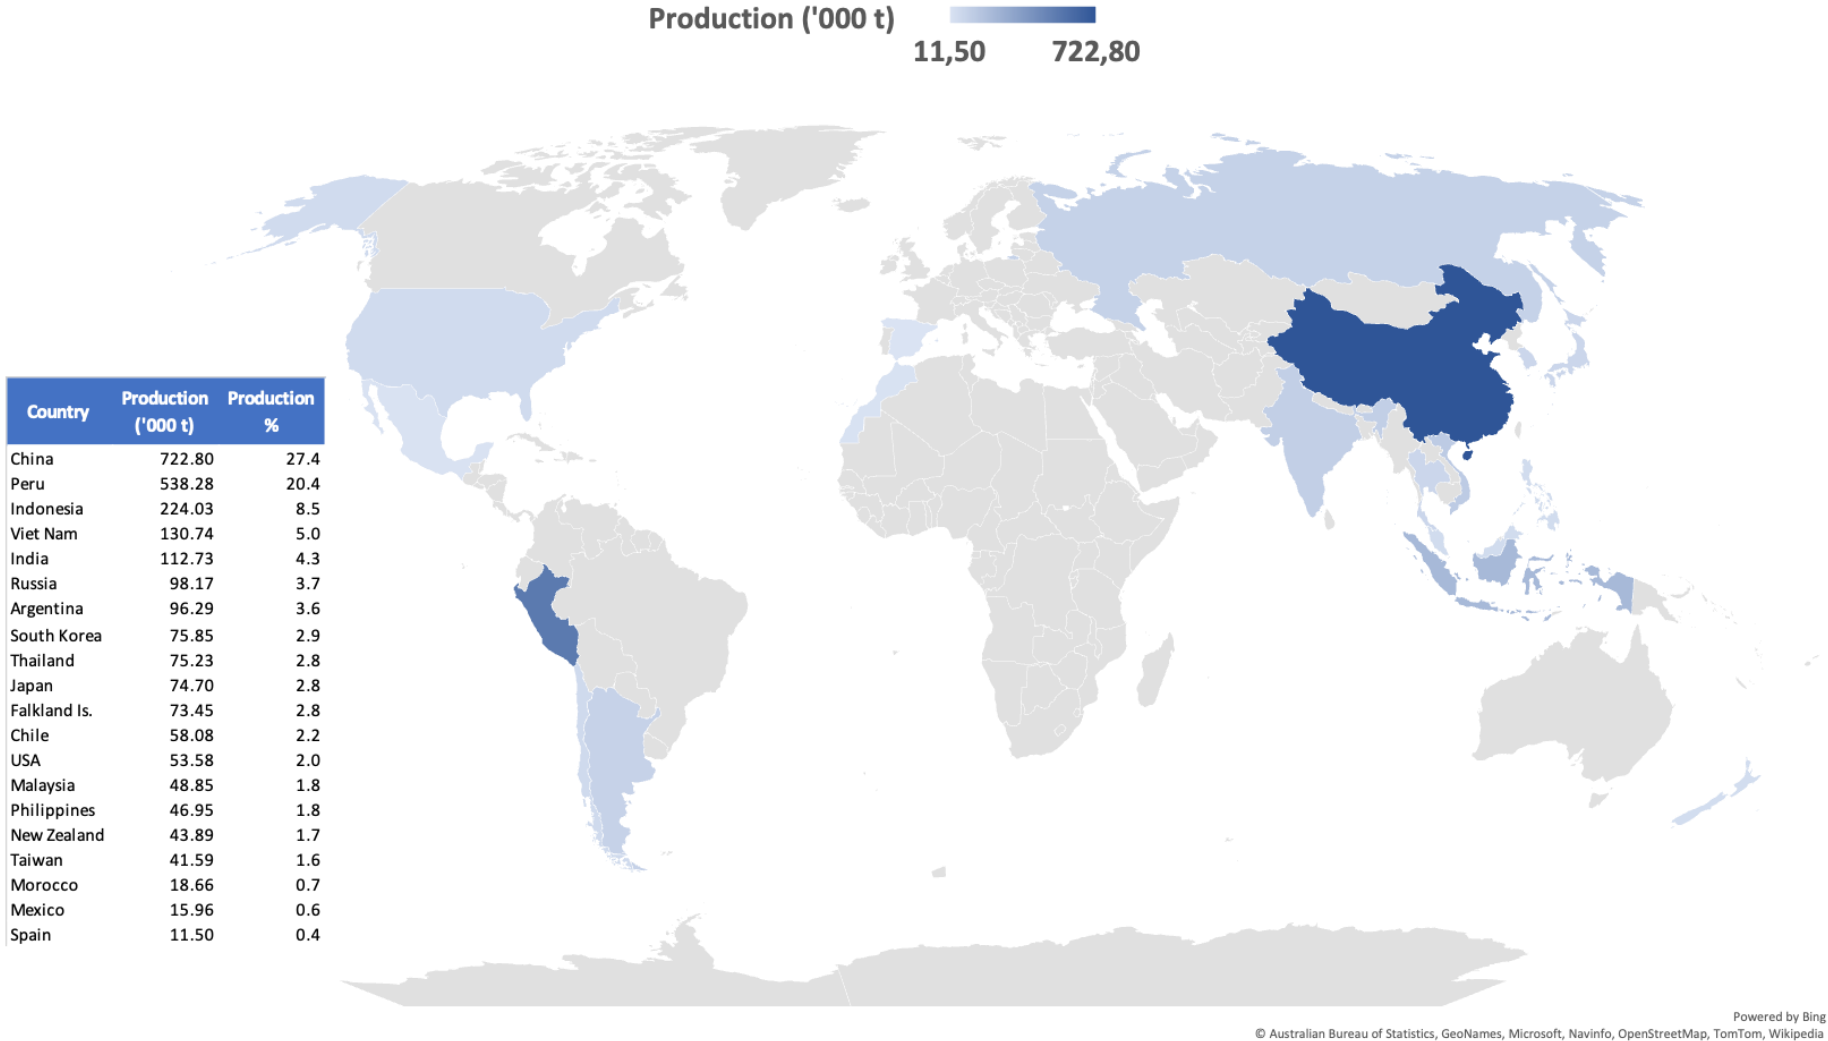 Production ('000 t)
11,50 722,80
Country Production ('000 t) Production %
China 722.80 27.4
Peru 538.28 20.4
Indonesia 224.03 8.5
Viet Nam 130.74 5.0
India 112.73 4.3
Russia 98.17 3.7
Argentina 96.29 3.6
South Korea 75.85 2.9
Thailand 75.23 2.8
Japan 74.70 2.8
Falkland Is. 73.45 2.8
Chile 58.08 2.2
USA 53.58 2.0
Malaysia 48.85 1.8
Philippines 46.95 1.8
New Zealand 43.89 1.7
Taiwan 41.59 1.6
Morocco 18.66 0.7
Mexico 15.96 0.6
Spain 11.50 0.4
Powered by Bing
© Australian Bureau of Statistics, GeoNames, Microsoft, Navinfo, OpenStreetMap, TomTom, Wikipedia